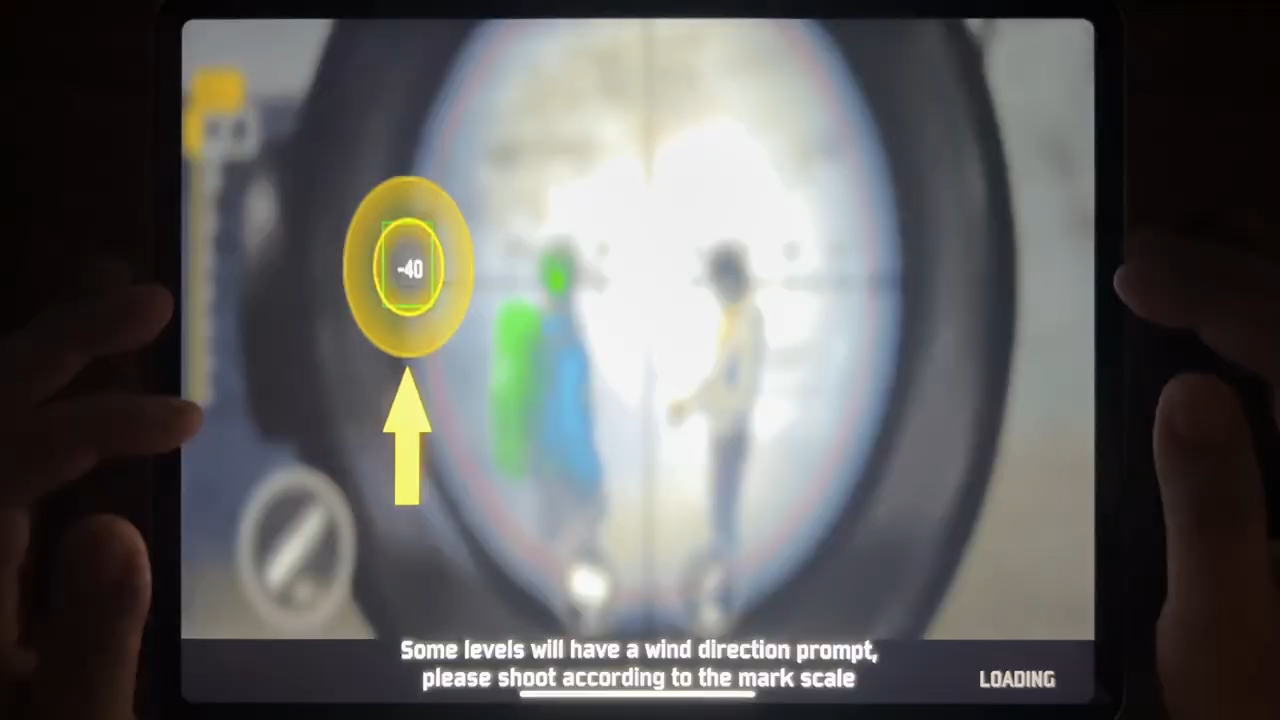 -40
Some levels will have a wind direction prompt,
please shoot according to the mark scale
LOADING